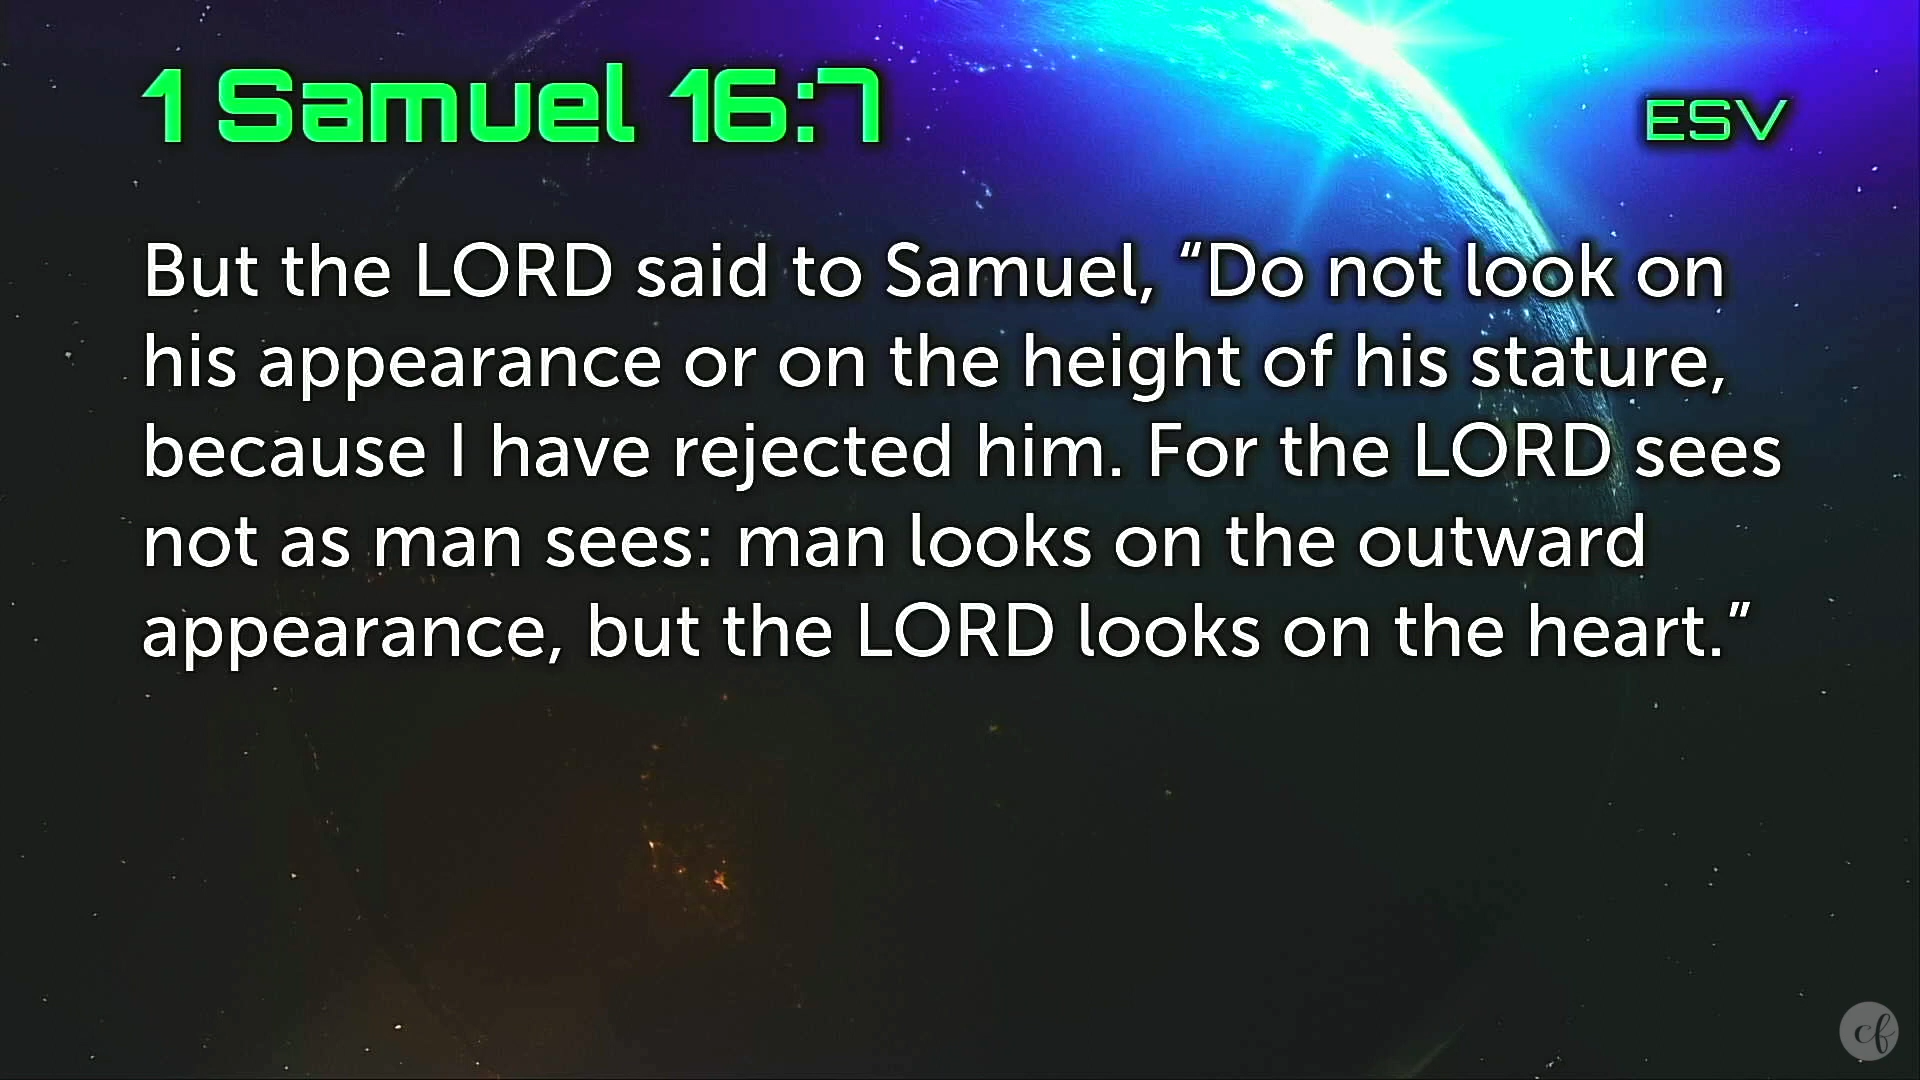 1 Samuel 16:7
ESV
But the LORD said to Samuel, “Do not look on
his appearance or on the height of his stature,
because I have rejected him. For the LORD sees
not as man sees: man looks on the outward
appearance, but the LORD looks on the heart.”
cf